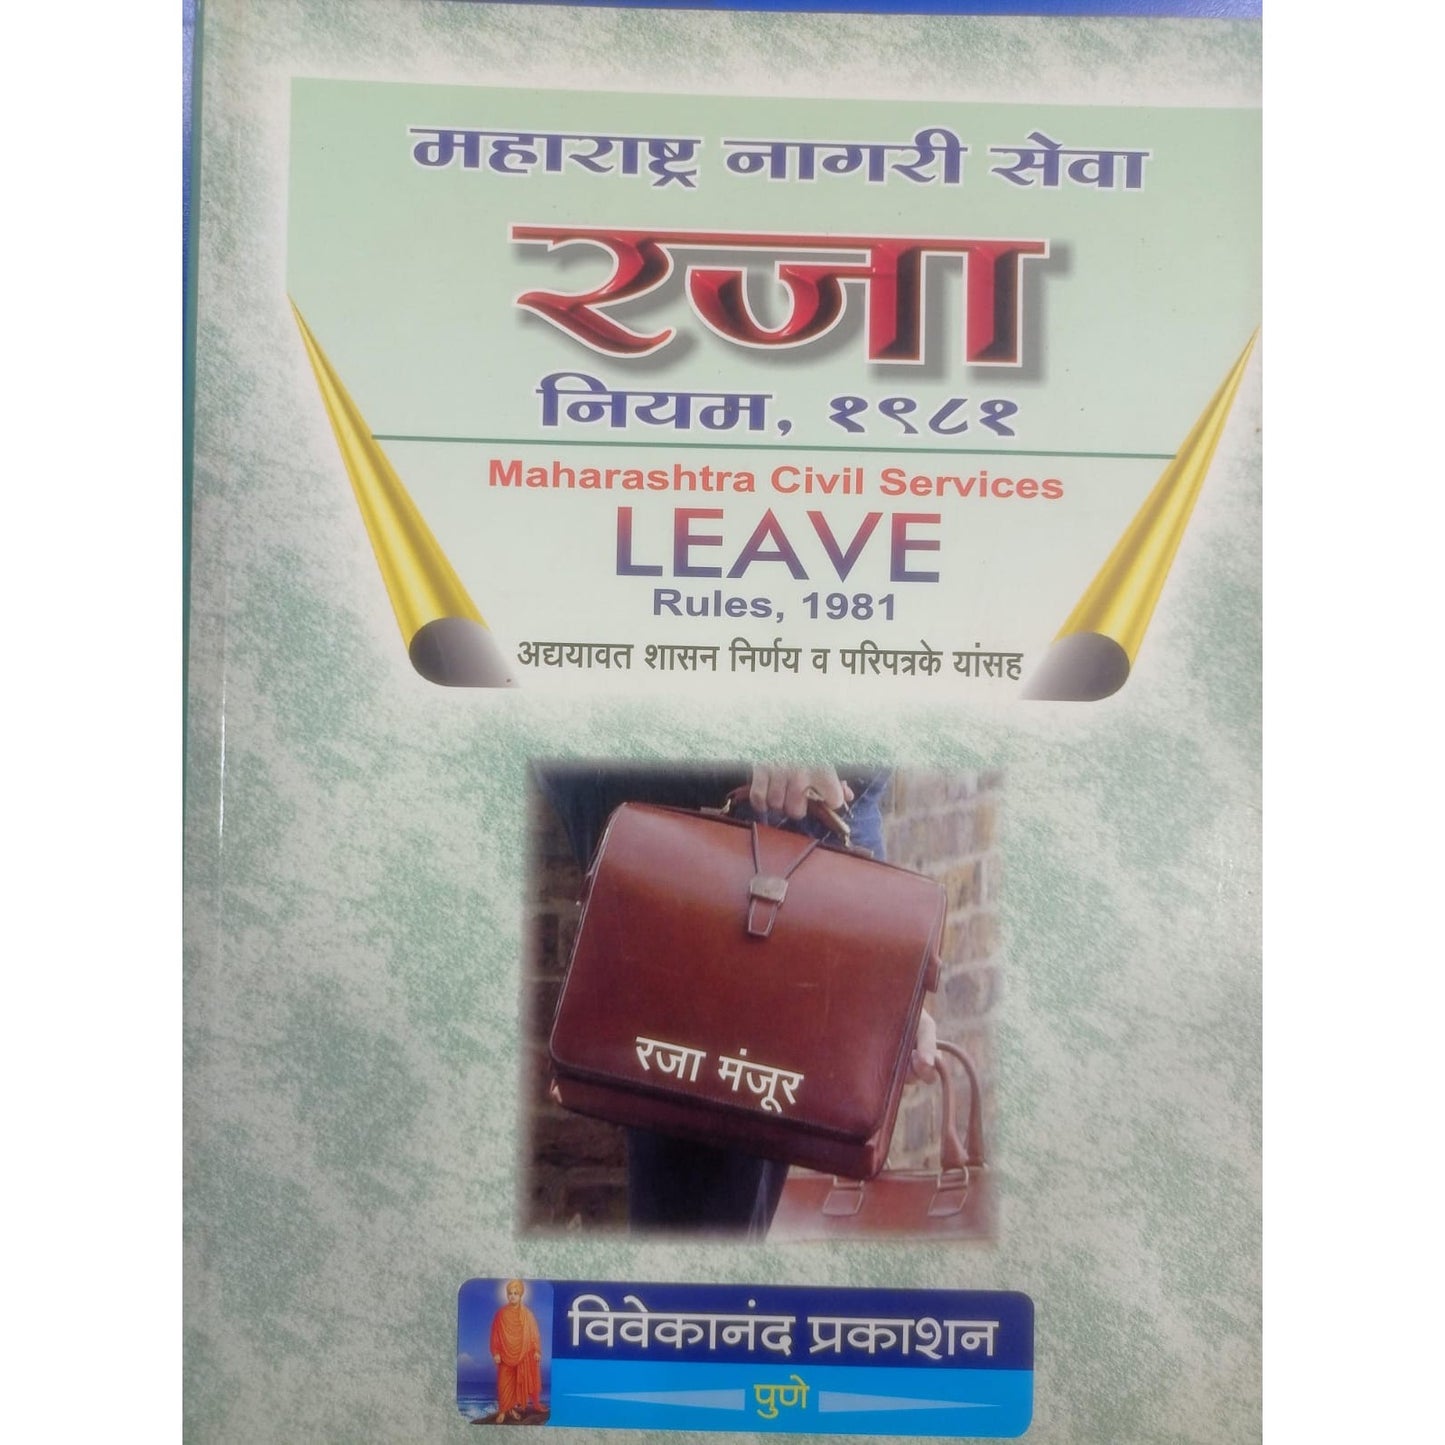 महाराष्ट्र नागरी सेवा
रजा
नियम, १९८१
Maharashtra Civil Services
LEAVE
Rules, 1981
अद्ययावत शासन निर्णय व परिपत्रके यांसह
रजा मंजूर
विवेकानंद प्रकाशन
पुणे